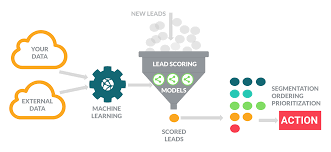 NEW LEADS
YOUR
DATA
EXTERNAL
DATA
MACHINE
LEARNING
LEAD SCORING
MODELS
SCORED
LEADS
SEGMENTATION
ORDERING
PRIORITIZATION
ACTION